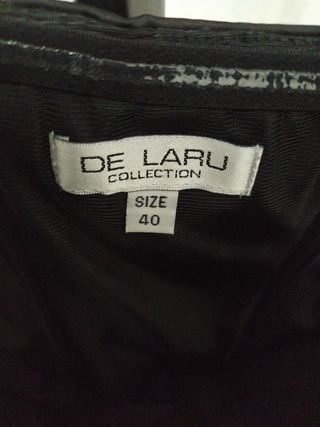 DE LARU
COLLECTION
SIZE
40